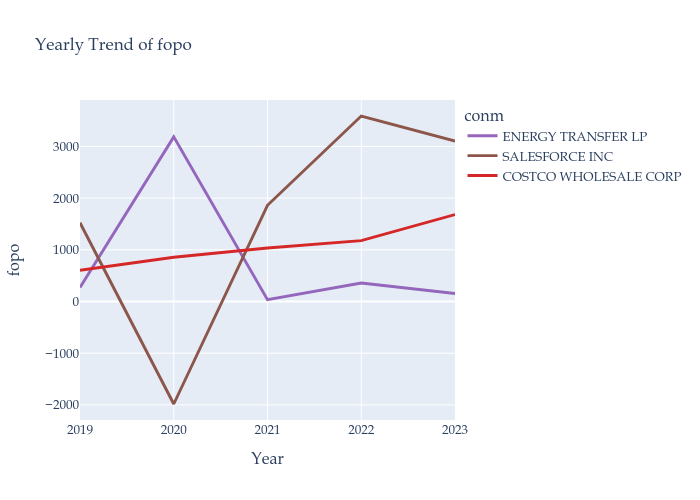 Yearly Trend of fopo
conm
ENERGY TRANSFER LP
SALESFORCE INC
COSTCO WHOLESALE CORP
fopo
3000
2000
1000
0
−1000
−2000
2019 2020 2021 2022 2023
Year